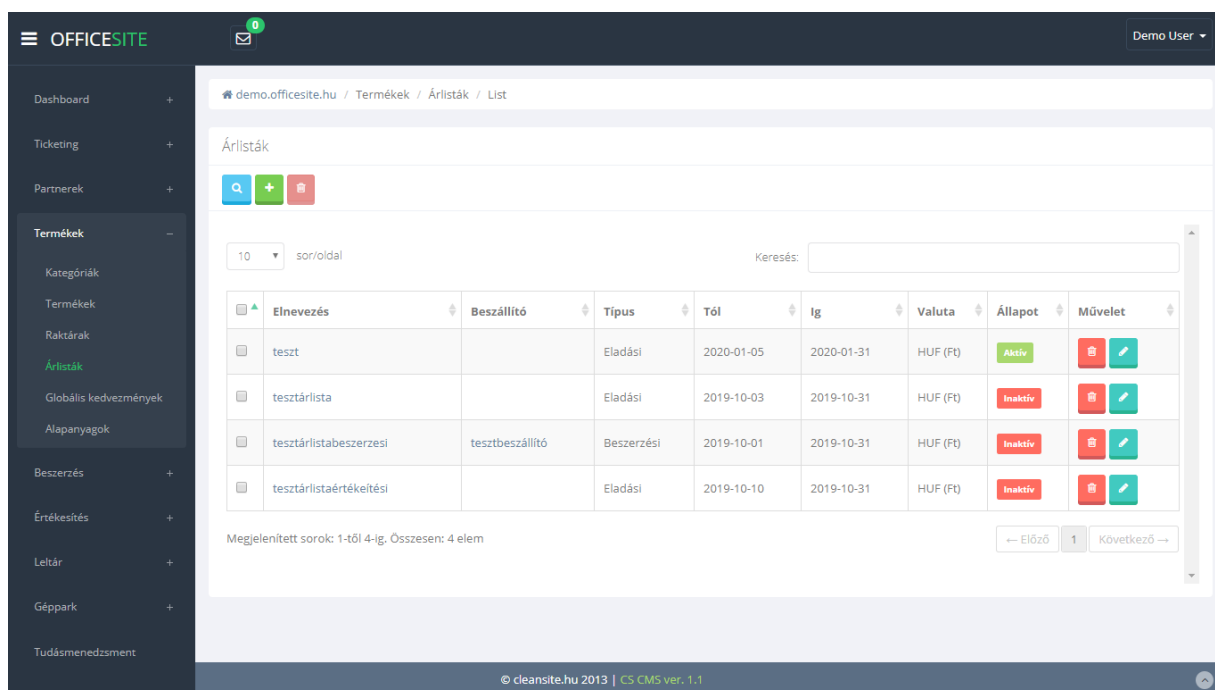 OFFICESITE
0
Demo User
Dashboard +
Ticketing +
Partnerek +
Termékek −
Kategóriák
Termékek
Raktárak
Árlisták
Globális kedvezmények
Alapanyagok
Beszerzés +
Értékesítés +
Leltár +
Géppark +
Tudásmenedzsment
demo.officesite.hu / Termékek / Árlisták / List
Árlisták
10 sor/oldal Keresés:
Elnevezés Beszállító Típus Tól Ig Valuta Állapot Művelet
teszt Eladási 2020-01-05 2020-01-31 HUF (Ft) Aktív
tesztárlista Eladási 2019-10-03 2019-10-31 HUF (Ft) Inaktív
tesztárlistabeszerzesi tesztbeszállító Beszerzési 2019-10-01 2019-10-31 HUF (Ft) Inaktív
tesztárlistaértékeítési Eladási 2019-10-10 2019-10-31 HUF (Ft) Inaktív
Megjelenített sorok: 1-től 4-ig. Összesen: 4 elem ← Előző 1 Következő →
© cleansite.hu 2013 | CS CMS ver. 1.1